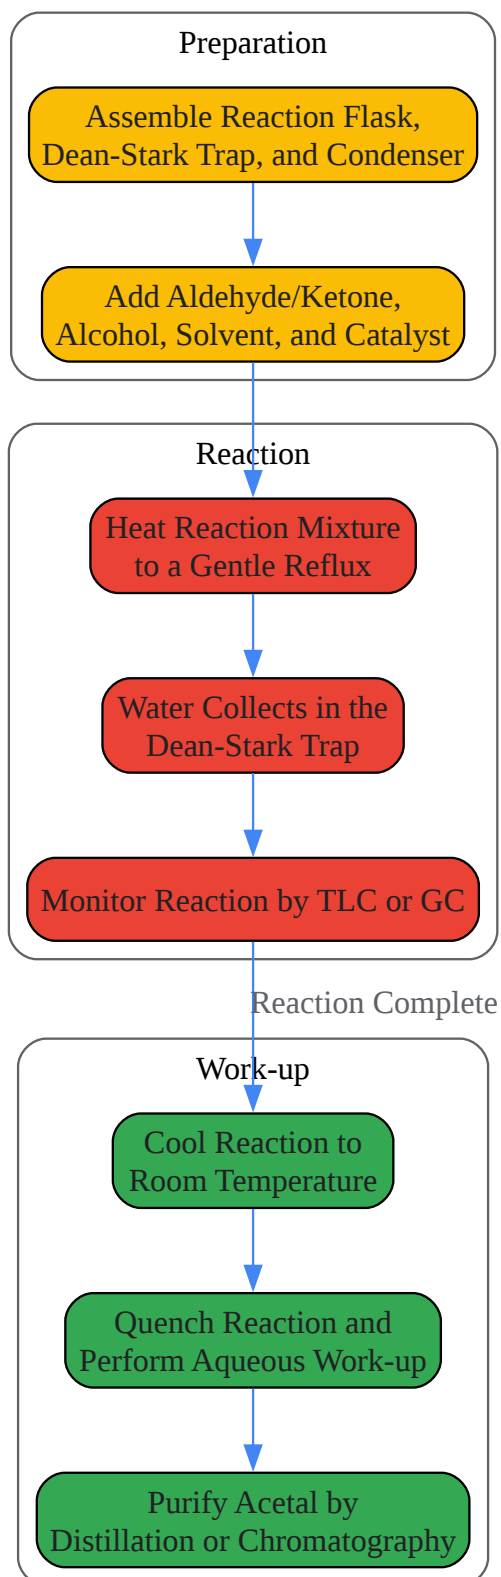 Preparation
Assemble Reaction Flask,
Dean-Stark Trap, and Condenser
Add Aldehyde/Ketone,
Alcohol, Solvent, and Catalyst
Reaction
Heat Reaction Mixture
to a Gentle Reflux
Water Collects in the
Dean-Stark Trap
Monitor Reaction by TLC or GC
Reaction Complete
Work-up
Cool Reaction to
Room Temperature
Quench Reaction and
Perform Aqueous Work-up
Purify Acetal by
Distillation or Chromatography